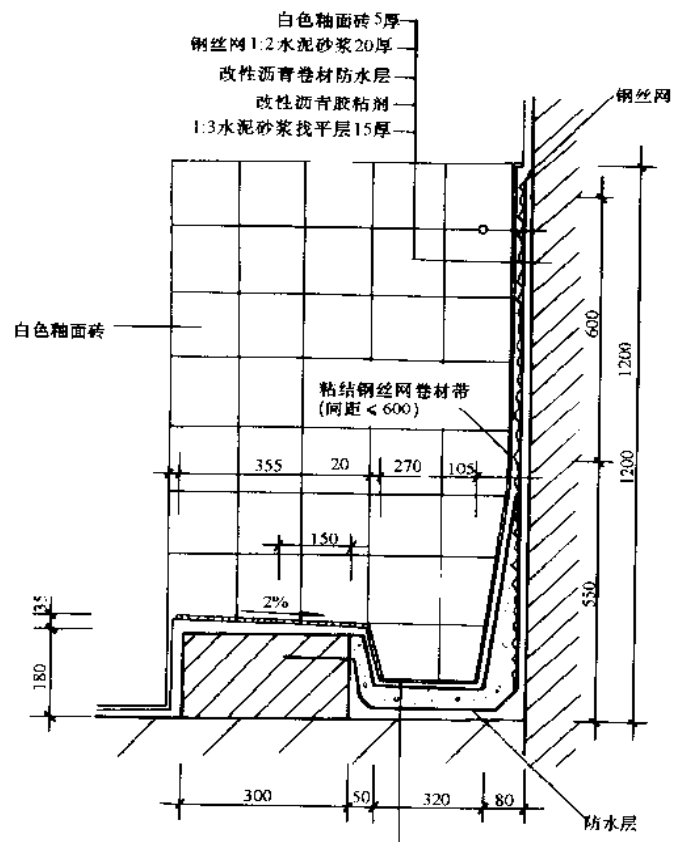 白色釉面砖5厚
钢丝网1:2水泥砂浆20厚
改性沥青卷材防水层
改性沥青胶粘剂
1:3水泥砂浆找平层15厚
钢丝网
白色釉面砖
粘结钢丝网卷材带
(间距<600)
600
1200
355 20 270 105
1200
150
550
2%
35
180
300 50 320 80
防水层